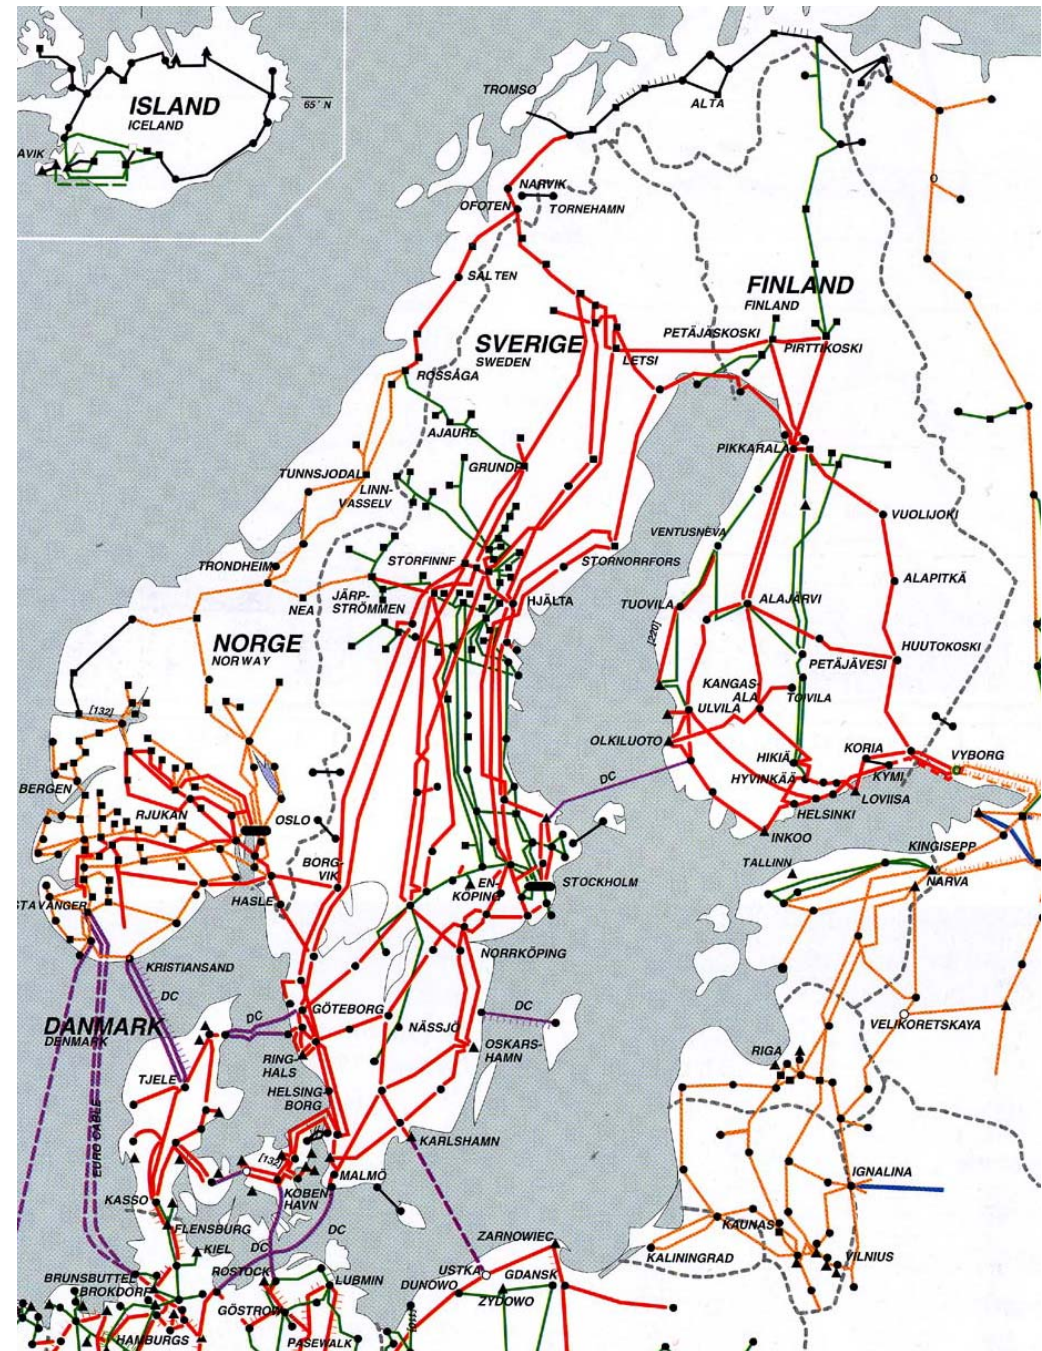 ISLAND
ICELAND
65' N
AVIK
TROMSO
ALTA
NARVIK
OFOTEN
TORNEHAMN
SALTEN
FINLAND
FINLAND
SVERIGE
SWEDEN
PETÄJÄSKOSKI
PIRTTIKOSKI
LETSI
ROSSÅGA
AJAURE
GRUNDF
PIKKARALA
TUNNSJODAL
LINN-
VASSELV
VUOLIJOKI
VENTUSNEVA
STORFINNF
STORNORRFORS
TRONDHEIM
NEA
JÄRP-
STRÖMMEN
HJÄLTA
ALAPITKÄ
TUOVILA
ALAJÄRVI
[220]
NORGE
NORWAY
HUUTOKOSKI
PETÄJÄVESI
KANGAS-
ALA
TOIVILA
ULVILA
[132]
OLKILUOTO
HIKIÄ
KORIA
VYBORG
HYVINKÄÄ
KYMI
LOVIISA
DC
BERGEN
RJUKAN
OSLO
HELSINKI
INKOO
KINGISEPP
TALLINN
NARVA
BORG-
VIK
EN-
KÖPING
STOCKHOLM
HASLE
STAVANGER
NORRKÖPING
KRISTIANSAND
DC
DANMARK
DENMARK
DC
GÖTEBORG
NÄSSJÖ
DC
OSKARS-
HAMN
VELIKORETSKAYA
RIGA
RING-
HALS
TJELE
HELSING-
BORG
EURO CABLE
KARLSHAMN
[132]
MALMÖ
IGNALINA
KASSO
KÖBEN-
HAVN
FLENSBURG
DC
KIEL
DC
ZARNOWIEC
KAUNAS
KALININGRAD
VILNIUS
BRUNSBUTTEL
BROKDORF
ROSTOCK
LUBMIN
USTKA
DUNOWO
GDANSK
ZYDOWO
GÖSTROW
HAMBURGS
PASEWALK